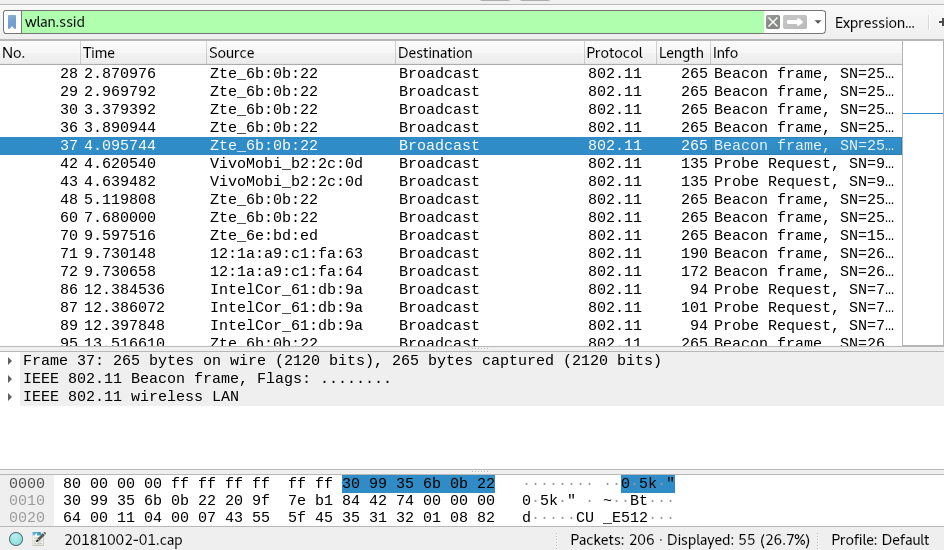 wlan.ssid Expression... +
No. Time Source Destination Protocol Length Info
28 2.870976 Zte_6b:0b:22 Broadcast 802.11 265 Beacon frame, SN=25…
29 2.969792 Zte_6b:0b:22 Broadcast 802.11 265 Beacon frame, SN=25…
30 3.379392 Zte_6b:0b:22 Broadcast 802.11 265 Beacon frame, SN=25…
36 3.890944 Zte_6b:0b:22 Broadcast 802.11 265 Beacon frame, SN=25…
37 4.095744 Zte_6b:0b:22 Broadcast 802.11 265 Beacon frame, SN=25…
42 4.620540 VivoMobi_b2:2c:0d Broadcast 802.11 135 Probe Request, SN=9…
43 4.639482 VivoMobi_b2:2c:0d Broadcast 802.11 135 Probe Request, SN=9…
48 5.119808 Zte_6b:0b:22 Broadcast 802.11 265 Beacon frame, SN=25…
60 7.680000 Zte_6b:0b:22 Broadcast 802.11 265 Beacon frame, SN=25…
70 9.597516 Zte_6e:bd:ed Broadcast 802.11 265 Beacon frame, SN=15…
71 9.730148 12:1a:a9:c1:fa:63 Broadcast 802.11 190 Beacon frame, SN=26…
72 9.730658 12:1a:a9:c1:fa:64 Broadcast 802.11 172 Beacon frame, SN=26…
86 12.384536 IntelCor_61:db:9a Broadcast 802.11 94 Probe Request, SN=7…
87 12.386072 IntelCor_61:db:9a Broadcast 802.11 101 Probe Request, SN=7…
89 12.397848 IntelCor_61:db:9a Broadcast 802.11 94 Probe Request, SN=7…
95 13.516610 Zte_6b:0b:22 Broadcast 802.11 265 Beacon frame, SN=26
Frame 37: 265 bytes on wire (2120 bits), 265 bytes captured (2120 bits)
IEEE 802.11 Beacon frame, Flags: ........
IEEE 802.11 wireless LAN
0000 80 00 00 00 ff ff ff ff ff ff 30 99 35 6b 0b 22 ········ ··0·5k·"
0010 30 99 35 6b 0b 22 20 9f 7e b1 84 42 74 00 00 00 0·5k·" · ~··Bt···
0020 64 00 11 04 00 07 43 55 5f 45 35 31 32 01 08 82 d·····CU _E512···
20181002-01.cap Packets: 206 · Displayed: 55 (26.7%) Profile: Default